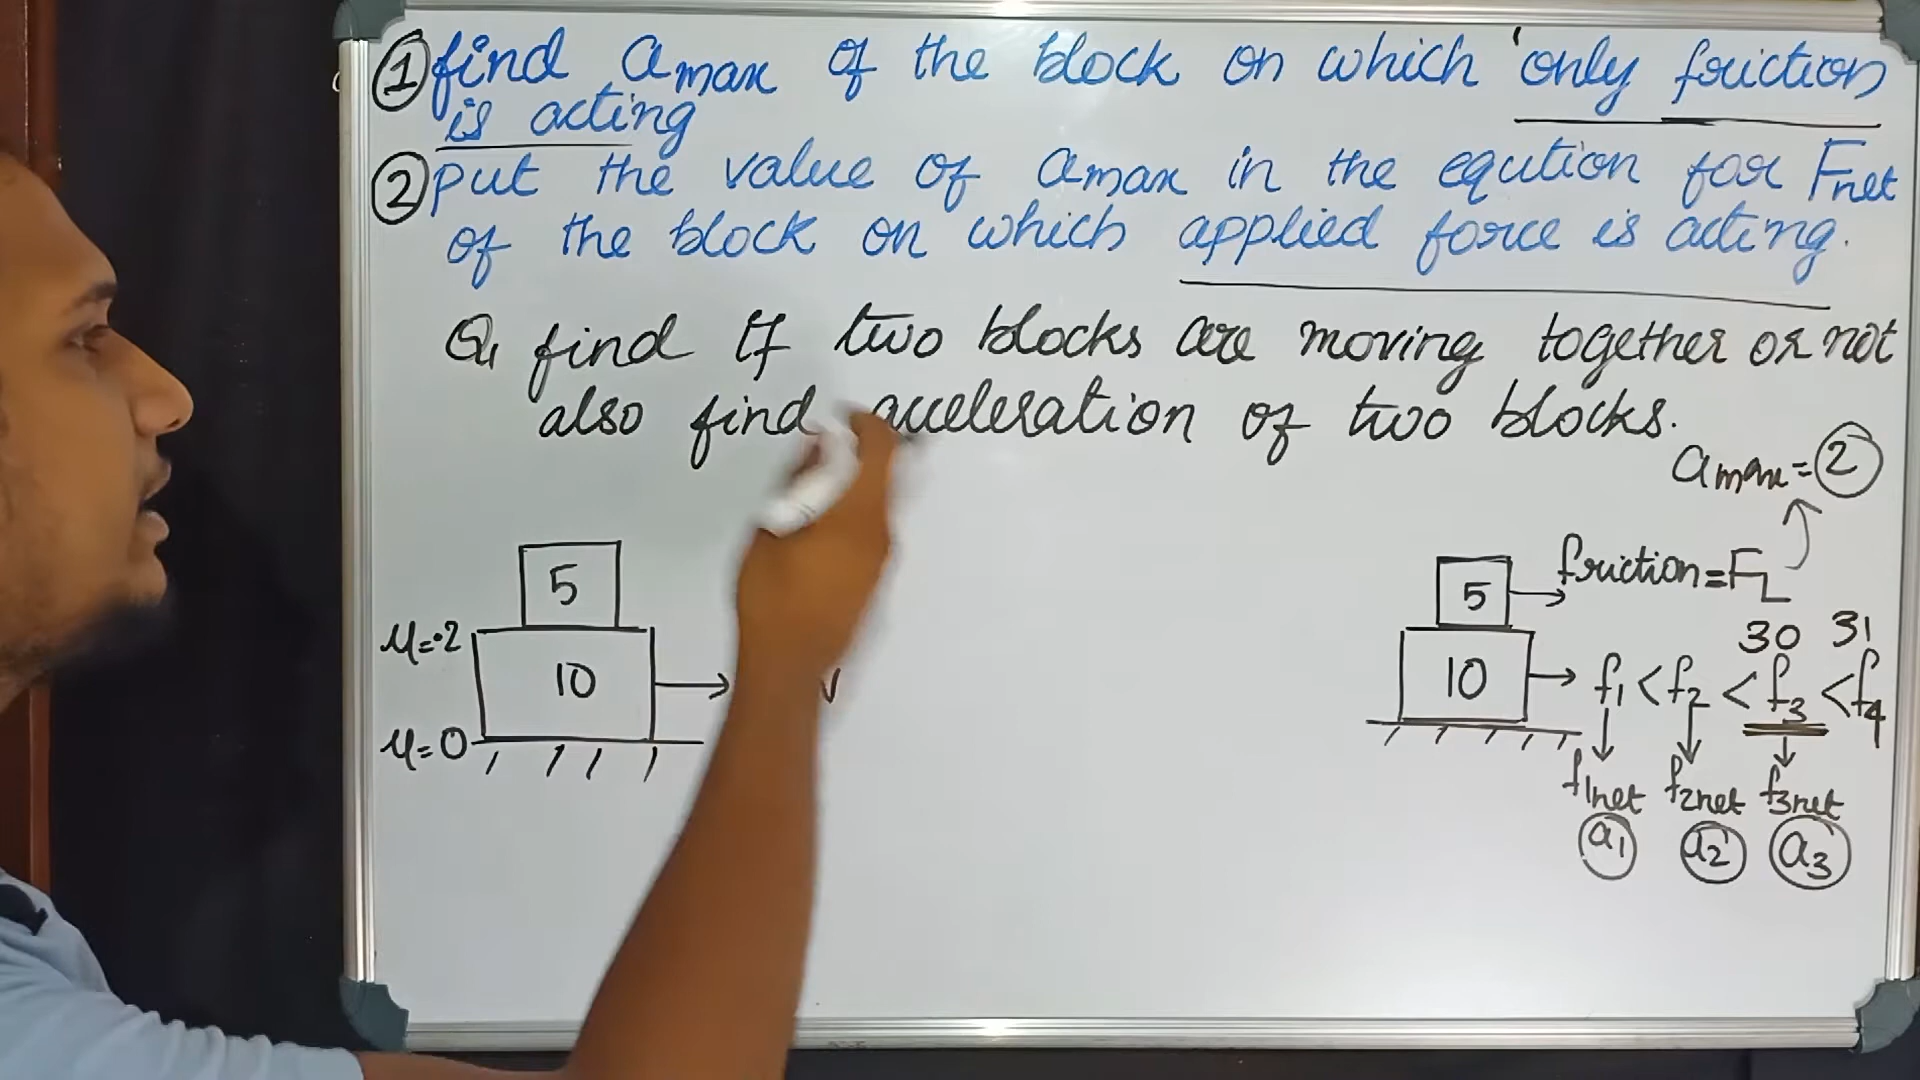 ① find amax of the block on which 'only friction
is acting
② put the value of amax in the eqution for Fnet
of the block on which applied force is acting.
Q1 find If two blocks are moving together or not
also find acceleration of two blocks.
amax = ②
5
μ=.2
10
μ=0
5
friction = FL
30 31
10
f1 < f2 < f3 < f4
f1net f2net f3net
a1 a2 a3